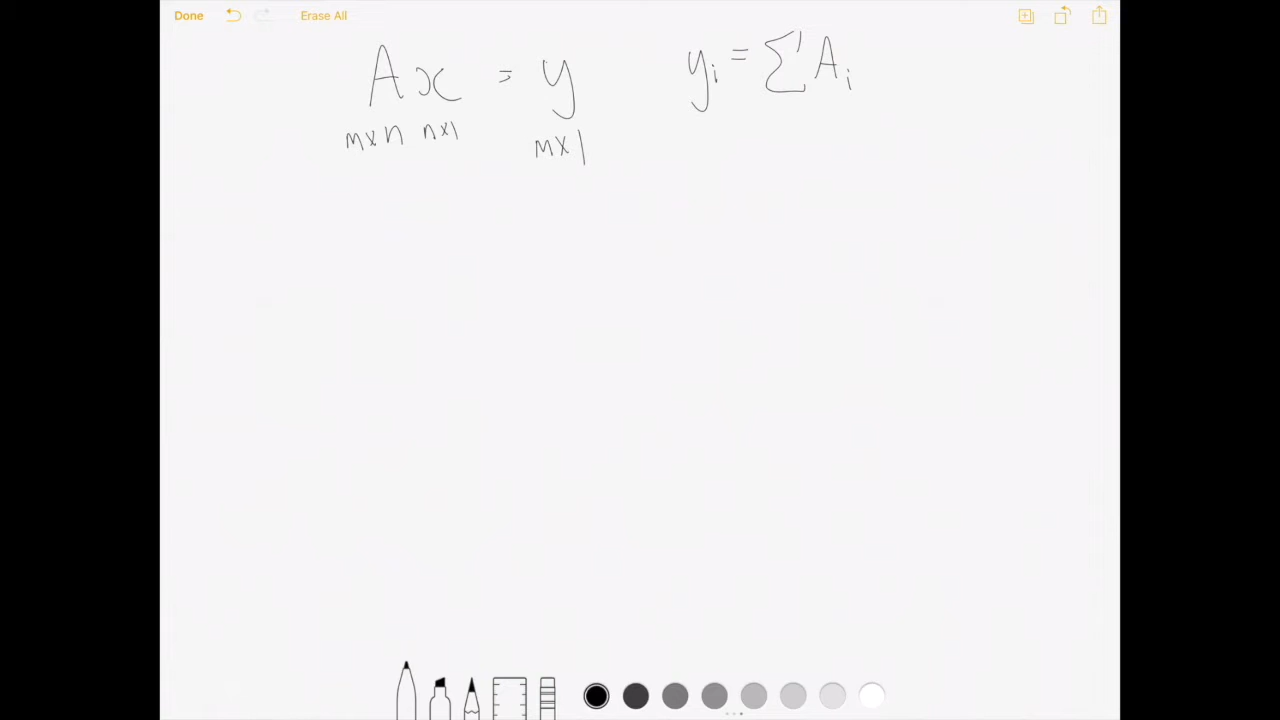 Done Erase All
Ax = y yᵢ = ∑Aᵢ
m×n n×1 m×1